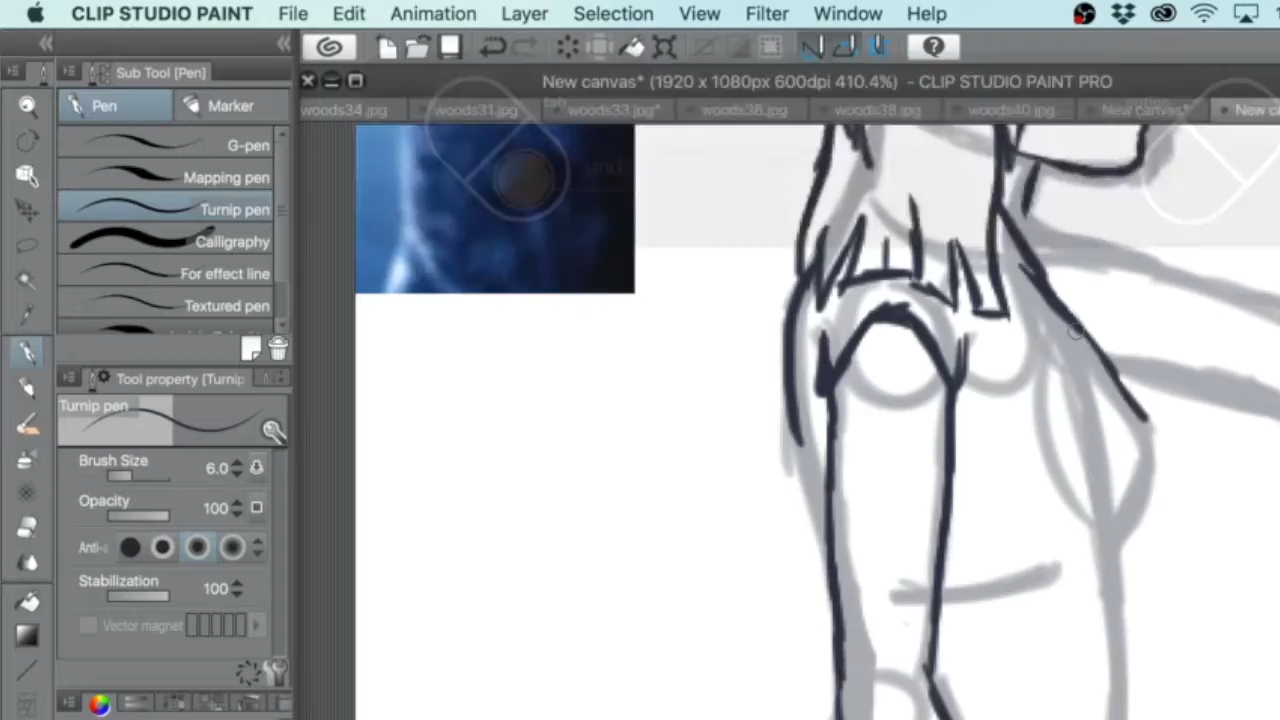 CLIP STUDIO PAINT File Edit Animation Layer Selection View Filter Window Help
Sub Tool [Pen]
New canvas* (1920 x 1080px 600dpi 410.4%) - CLIP STUDIO PAINT PRO
Pen Marker
woods34.jpg woods31.jpg woods33.jpg* woods36.jpg woods38.jpg woods40.jpg New canvas* New c
G-pen
Mapping pen
Turnip pen
Calligraphy
For effect line
Textured pen
Tool property [Turnip
Turnip pen
Brush Size 6.0
Opacity 100
Anti-
Stabilization 100
Vector magnet